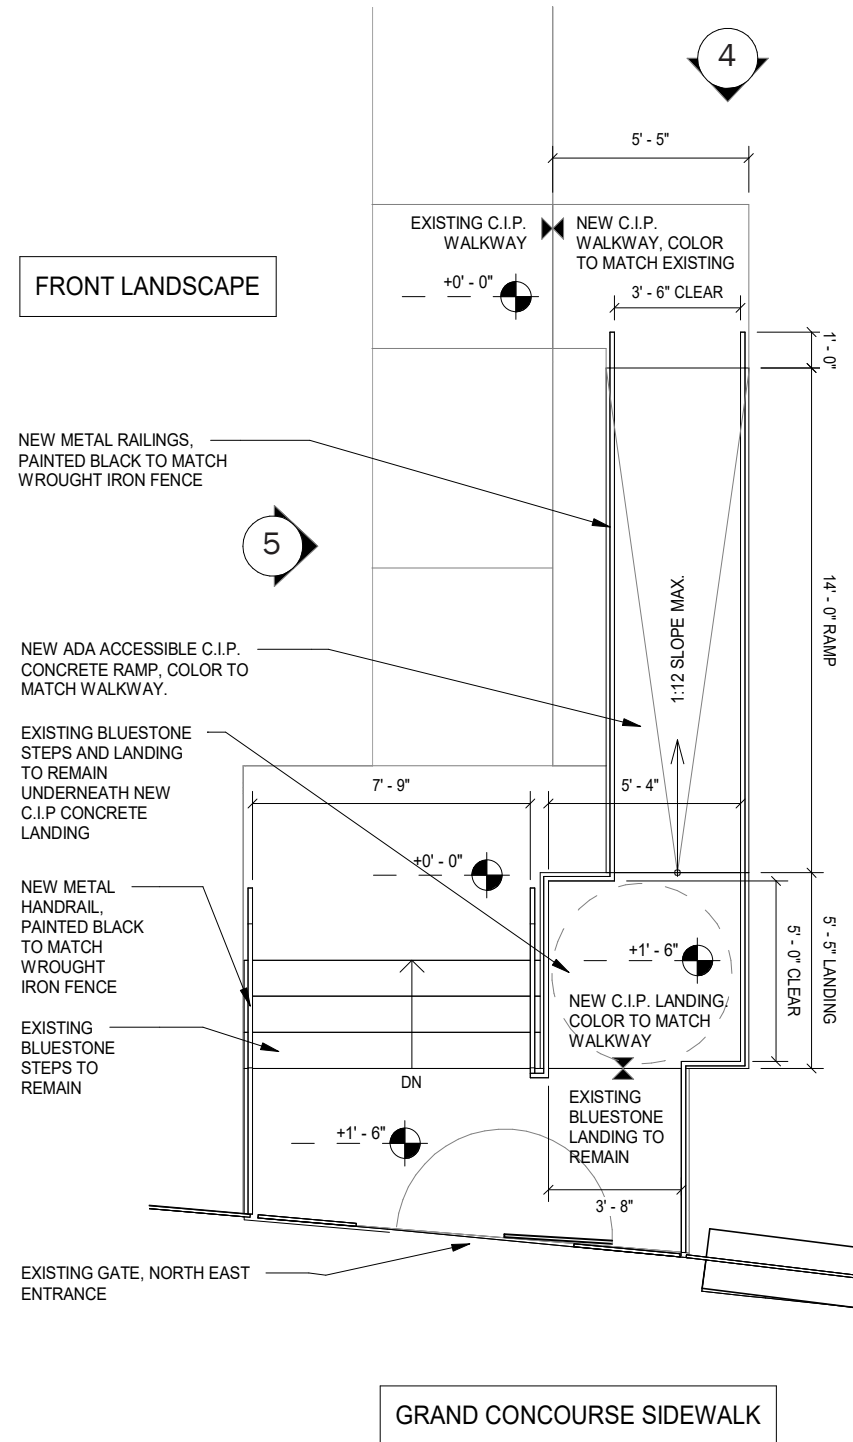 4
5' - 5"
EXISTING C.I.P.
WALKWAY
NEW C.I.P.
WALKWAY, COLOR
TO MATCH EXISTING
FRONT LANDSCAPE
+0' - 0"
3' - 6" CLEAR
1' - 0"
NEW METAL RAILINGS,
PAINTED BLACK TO MATCH
WROUGHT IRON FENCE
5
14' - 0" RAMP
1:12 SLOPE MAX.
NEW ADA ACCESSIBLE C.I.P.
CONCRETE RAMP, COLOR TO
MATCH WALKWAY.
EXISTING BLUESTONE
STEPS AND LANDING
TO REMAIN
UNDERNEATH NEW
C.I.P CONCRETE
LANDING
7' - 9"
5' - 4"
+0' - 0"
NEW METAL
HANDRAIL,
PAINTED BLACK
TO MATCH
WROUGHT
IRON FENCE
+1' - 6"
5' - 0" CLEAR
5' - 5" LANDING
NEW C.I.P. LANDING,
COLOR TO MATCH
WALKWAY
EXISTING
BLUESTONE
STEPS TO
REMAIN
DN
EXISTING
BLUESTONE
LANDING TO
REMAIN
+1' - 6"
3' - 8"
EXISTING GATE, NORTH EAST
ENTRANCE
GRAND CONCOURSE SIDEWALK